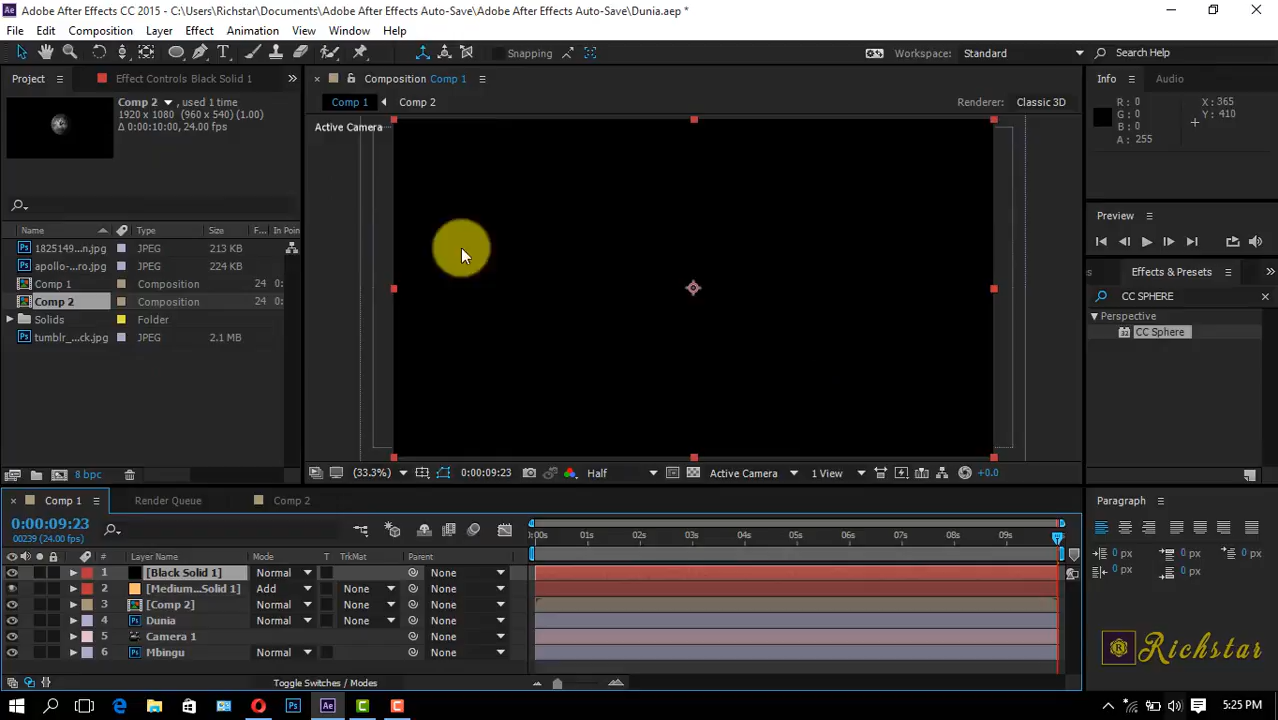 Adobe After Effects CC 2015 - C:\Users\Richstar\Documents\Adobe After Effects Auto-Save\Adobe After Effects Auto-Save\Dunia.aep *
File Edit Composition Layer Effect Animation View Window Help
T Snapping Workspace: Standard Search Help
Project Effect Controls Black Solid 1
Comp 2 , used 1 time
1920 x 1080 (960 x 540) (1.00)
Δ 0:00:10:00, 24.00 fps
Name Type Size F... In Point
1825149...n.jpg JPEG 213 KB
apollo-...ro.jpg JPEG 224 KB
Comp 1 Composition 24 0:
Comp 2 Composition 24 0:
Solids Folder
tumblr_...ck.jpg JPEG 2.1 MB
8 bpc
Composition Comp 1
Comp 1 Comp 2 Renderer: Classic 3D
Active Camera
(33.3%) 0:00:09:23 Half Active Camera 1 View +0.0
Info Audio
R: 0 X: 365
G: 0 Y: 410
B: 0
A: 255
Preview
Effects & Presets
CC SPHERE
Perspective
32 CC Sphere
Comp 1 Render Queue Comp 2
0:00:09:23
00239 (24.00 fps)
:00s 01s 02s 03s 04s 05s 06s 07s 08s 09s
# Layer Name Mode T TrkMat Parent
1 [Black Solid 1] Normal None
2 [Medium...Solid 1] Add None None
3 [Comp 2] Normal None None
4 Dunia Normal None None
5 Camera 1 None
6 Mbingu Normal None
Toggle Switches / Modes
Paragraph
0 px 0 px 0 px
0 px 0 px
Richstar
5:25 PM